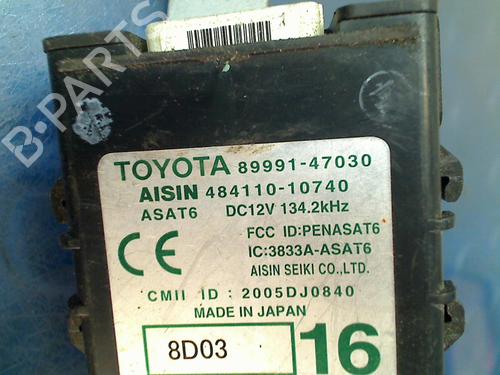 B-PARTS
TOYOTA 89991-47030
AISIN 484110-10740
ASAT6 DC12V 134.2kHz
FCC ID:PENASAT6
IC:3833A-ASAT6
CE AISIN SEIKI CO.,LTD.
CMII ID : 2005DJ0840
MADE IN JAPAN
8D03 16